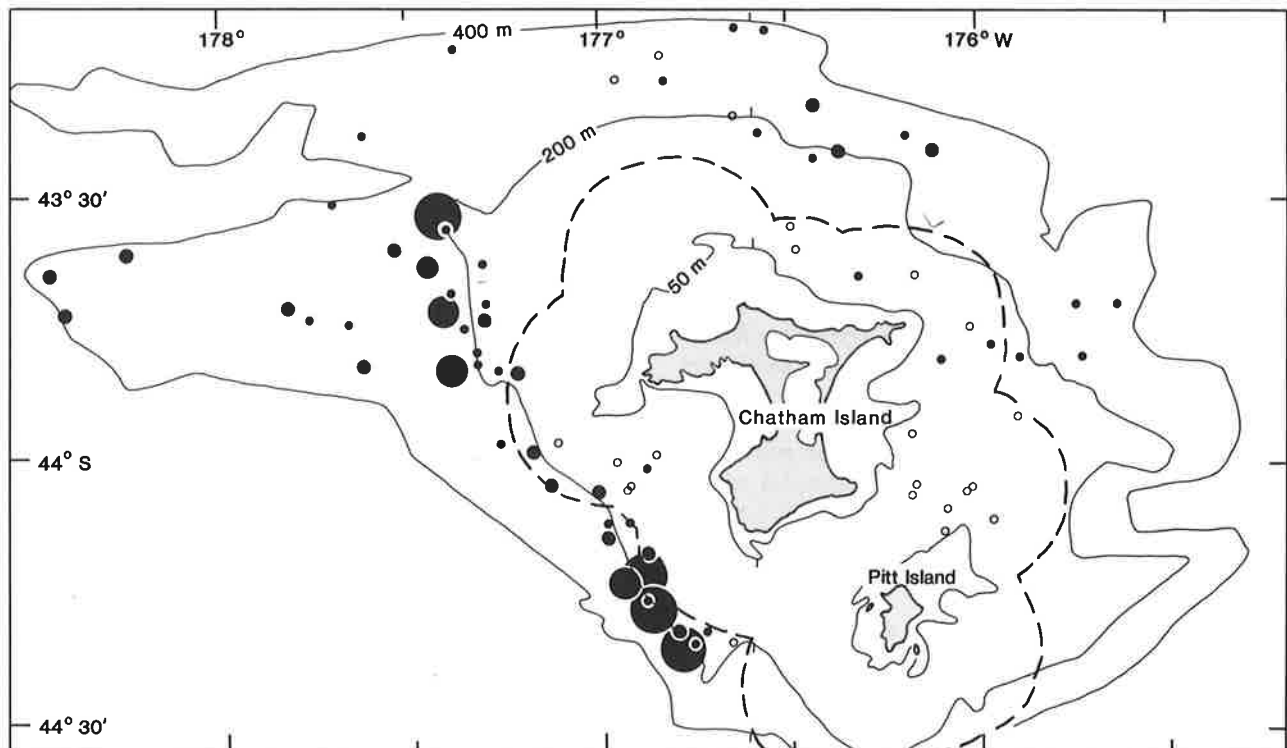 178°
400 m
177°
176° W
200 m
43° 30'
50 m
Chatham Island
44° S
Pitt Island
44° 30'